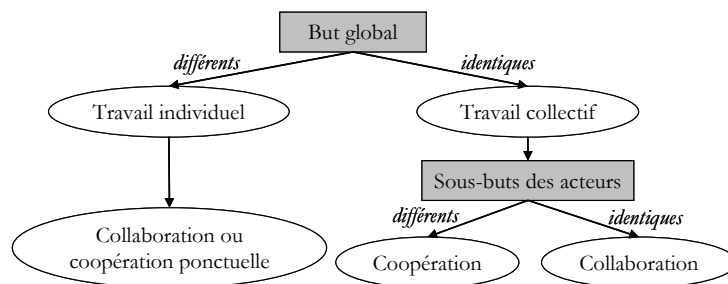 But global
différents
identiques
Travail individuel
Travail collectif
Sous-buts des acteurs
différents
identiques
Collaboration ou
coopération ponctuelle
Coopération
Collaboration